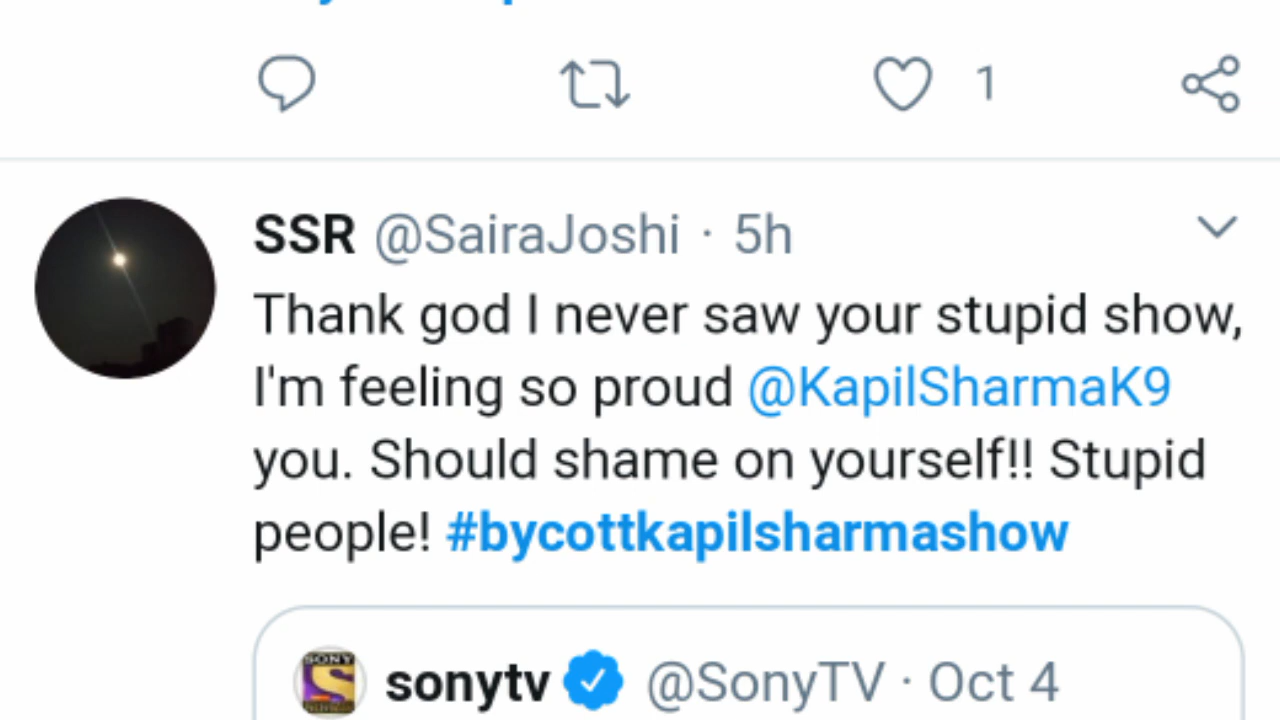 1
SSR @SairaJoshi · 5h
Thank god I never saw your stupid show,
I'm feeling so proud @KapilSharmaK9
you. Should shame on yourself!! Stupid
people! #bycottkapilsharmashow
SONY
sonytv @SonyTV · Oct 4